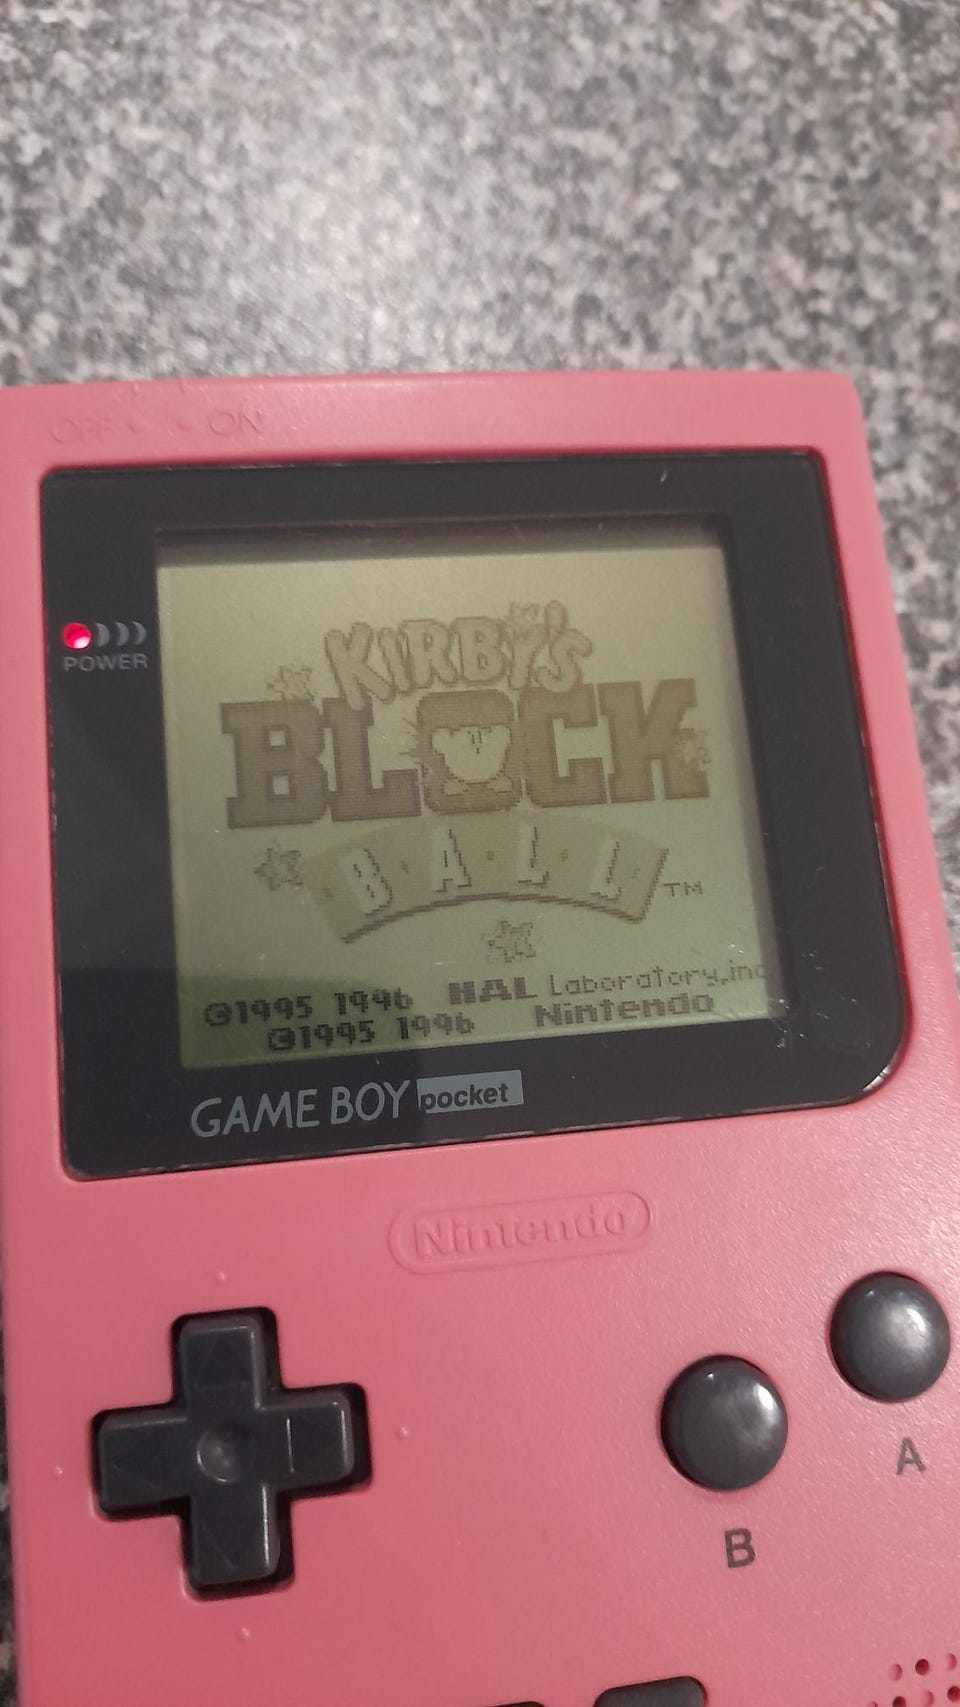 OFF ON
POWER
KIRBY'S
BLOCK
BALL TM
©1995 1996 HAL Laboratory,inc
©1995 1996 Nintendo
GAME BOY pocket
Nintendo
A
B